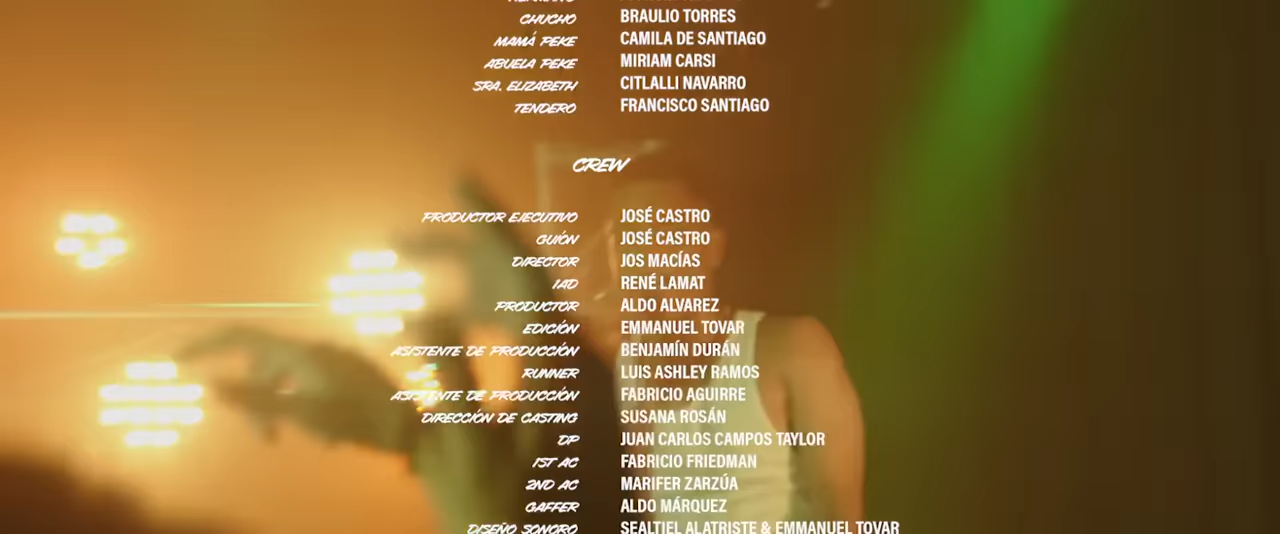 CHUCHO BRAULIO TORRES
MAMÁ PEKE CAMILA DE SANTIAGO
ABUELA PEKE MIRIAM CARSI
SRA. ELIZABETH CITLALLI NAVARRO
TENDERO FRANCISCO SANTIAGO
CREW
PRODUCTOR EJECUTIVO JOSÉ CASTRO
GUIÓN JOSÉ CASTRO
DIRECTOR JOS MACÍAS
1AD RENÉ LAMAT
PRODUCTOR ALDO ALVAREZ
EDICIÓN EMMANUEL TOVAR
ASISTENTE DE PRODUCCIÓN BENJAMÍN DURÁN
RUNNER LUIS ASHLEY RAMOS
ASISTENTE DE PRODUCCIÓN FABRICIO AGUIRRE
DIRECCIÓN DE CASTING SUSANA ROSÁN
DP JUAN CARLOS CAMPOS TAYLOR
1ST AC FABRICIO FRIEDMAN
2ND AC MARIFER ZARZÚA
GAFFER ALDO MÁRQUEZ
DISEÑO SONORO SEALTIEL ALATRISTE & EMMANUEL TOVAR